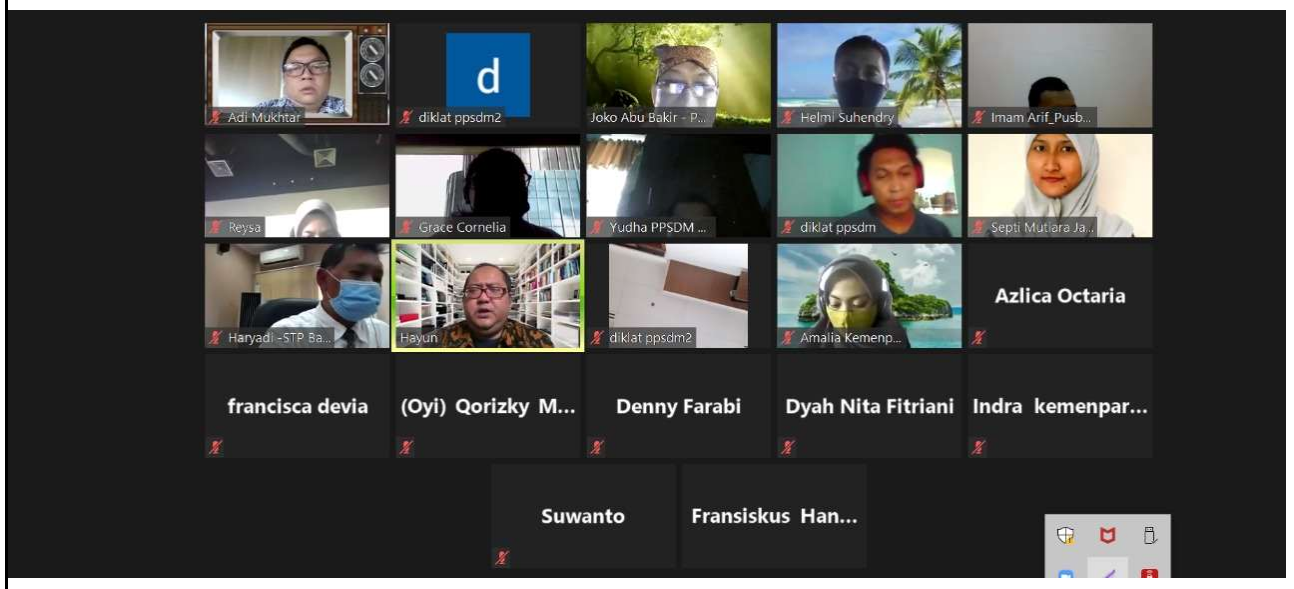 Adi Mukhtar
d
diklat ppsdm2
Joko Abu Bakir - P...
Helmi Suhendry
Imam Arif_Pusb...
Reysa
Grace Cornelia
Yudha PPSDM ...
diklat ppsdm
Septi Mutiara Ja...
Haryadi -STP Ba...
Hayun
diklat ppsdm2
Amalia Kemenp...
Azlica Octaria
francisca devia
(Oyi) Qorizky M...
Denny Farabi
Dyah Nita Fitriani
Indra kemenpar...
Suwanto
Fransiskus Han...